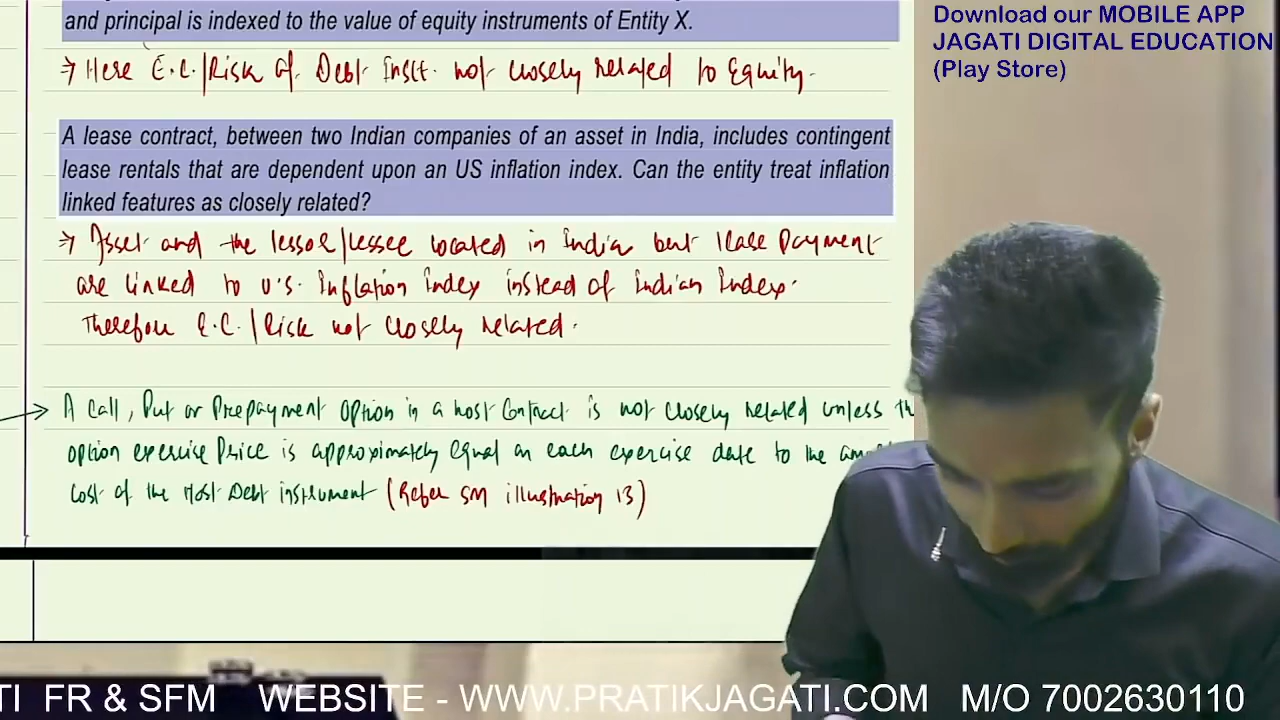 and principal is indexed to the value of equity instruments of Entity X.
Download our MOBILE APP
JAGATI DIGITAL EDUCATION
(Play Store)
→ Here E.C./Risk of Debt Inst. not closely related to Equity.
A lease contract, between two Indian companies of an asset in India, includes contingent
lease rentals that are dependent upon an US inflation index. Can the entity treat inflation
linked features as closely related?
→ Asset and the lessor/lessee located in India but lease Payment
are linked to U.S. Inflation Index instead of Indian Index.
Therefore E.C./Risk not closely related.
→ A Call, Put or Prepayment Option in a host Contract is not closely related unless th
option exercise Price is approximately equal on each exercise date to the am
Cost of the Host Debt instrument (Refer SM illustration 13)
TI FR & SFM WEBSITE - WWW.PRATIKJAGATI.COM M/O 7002630110